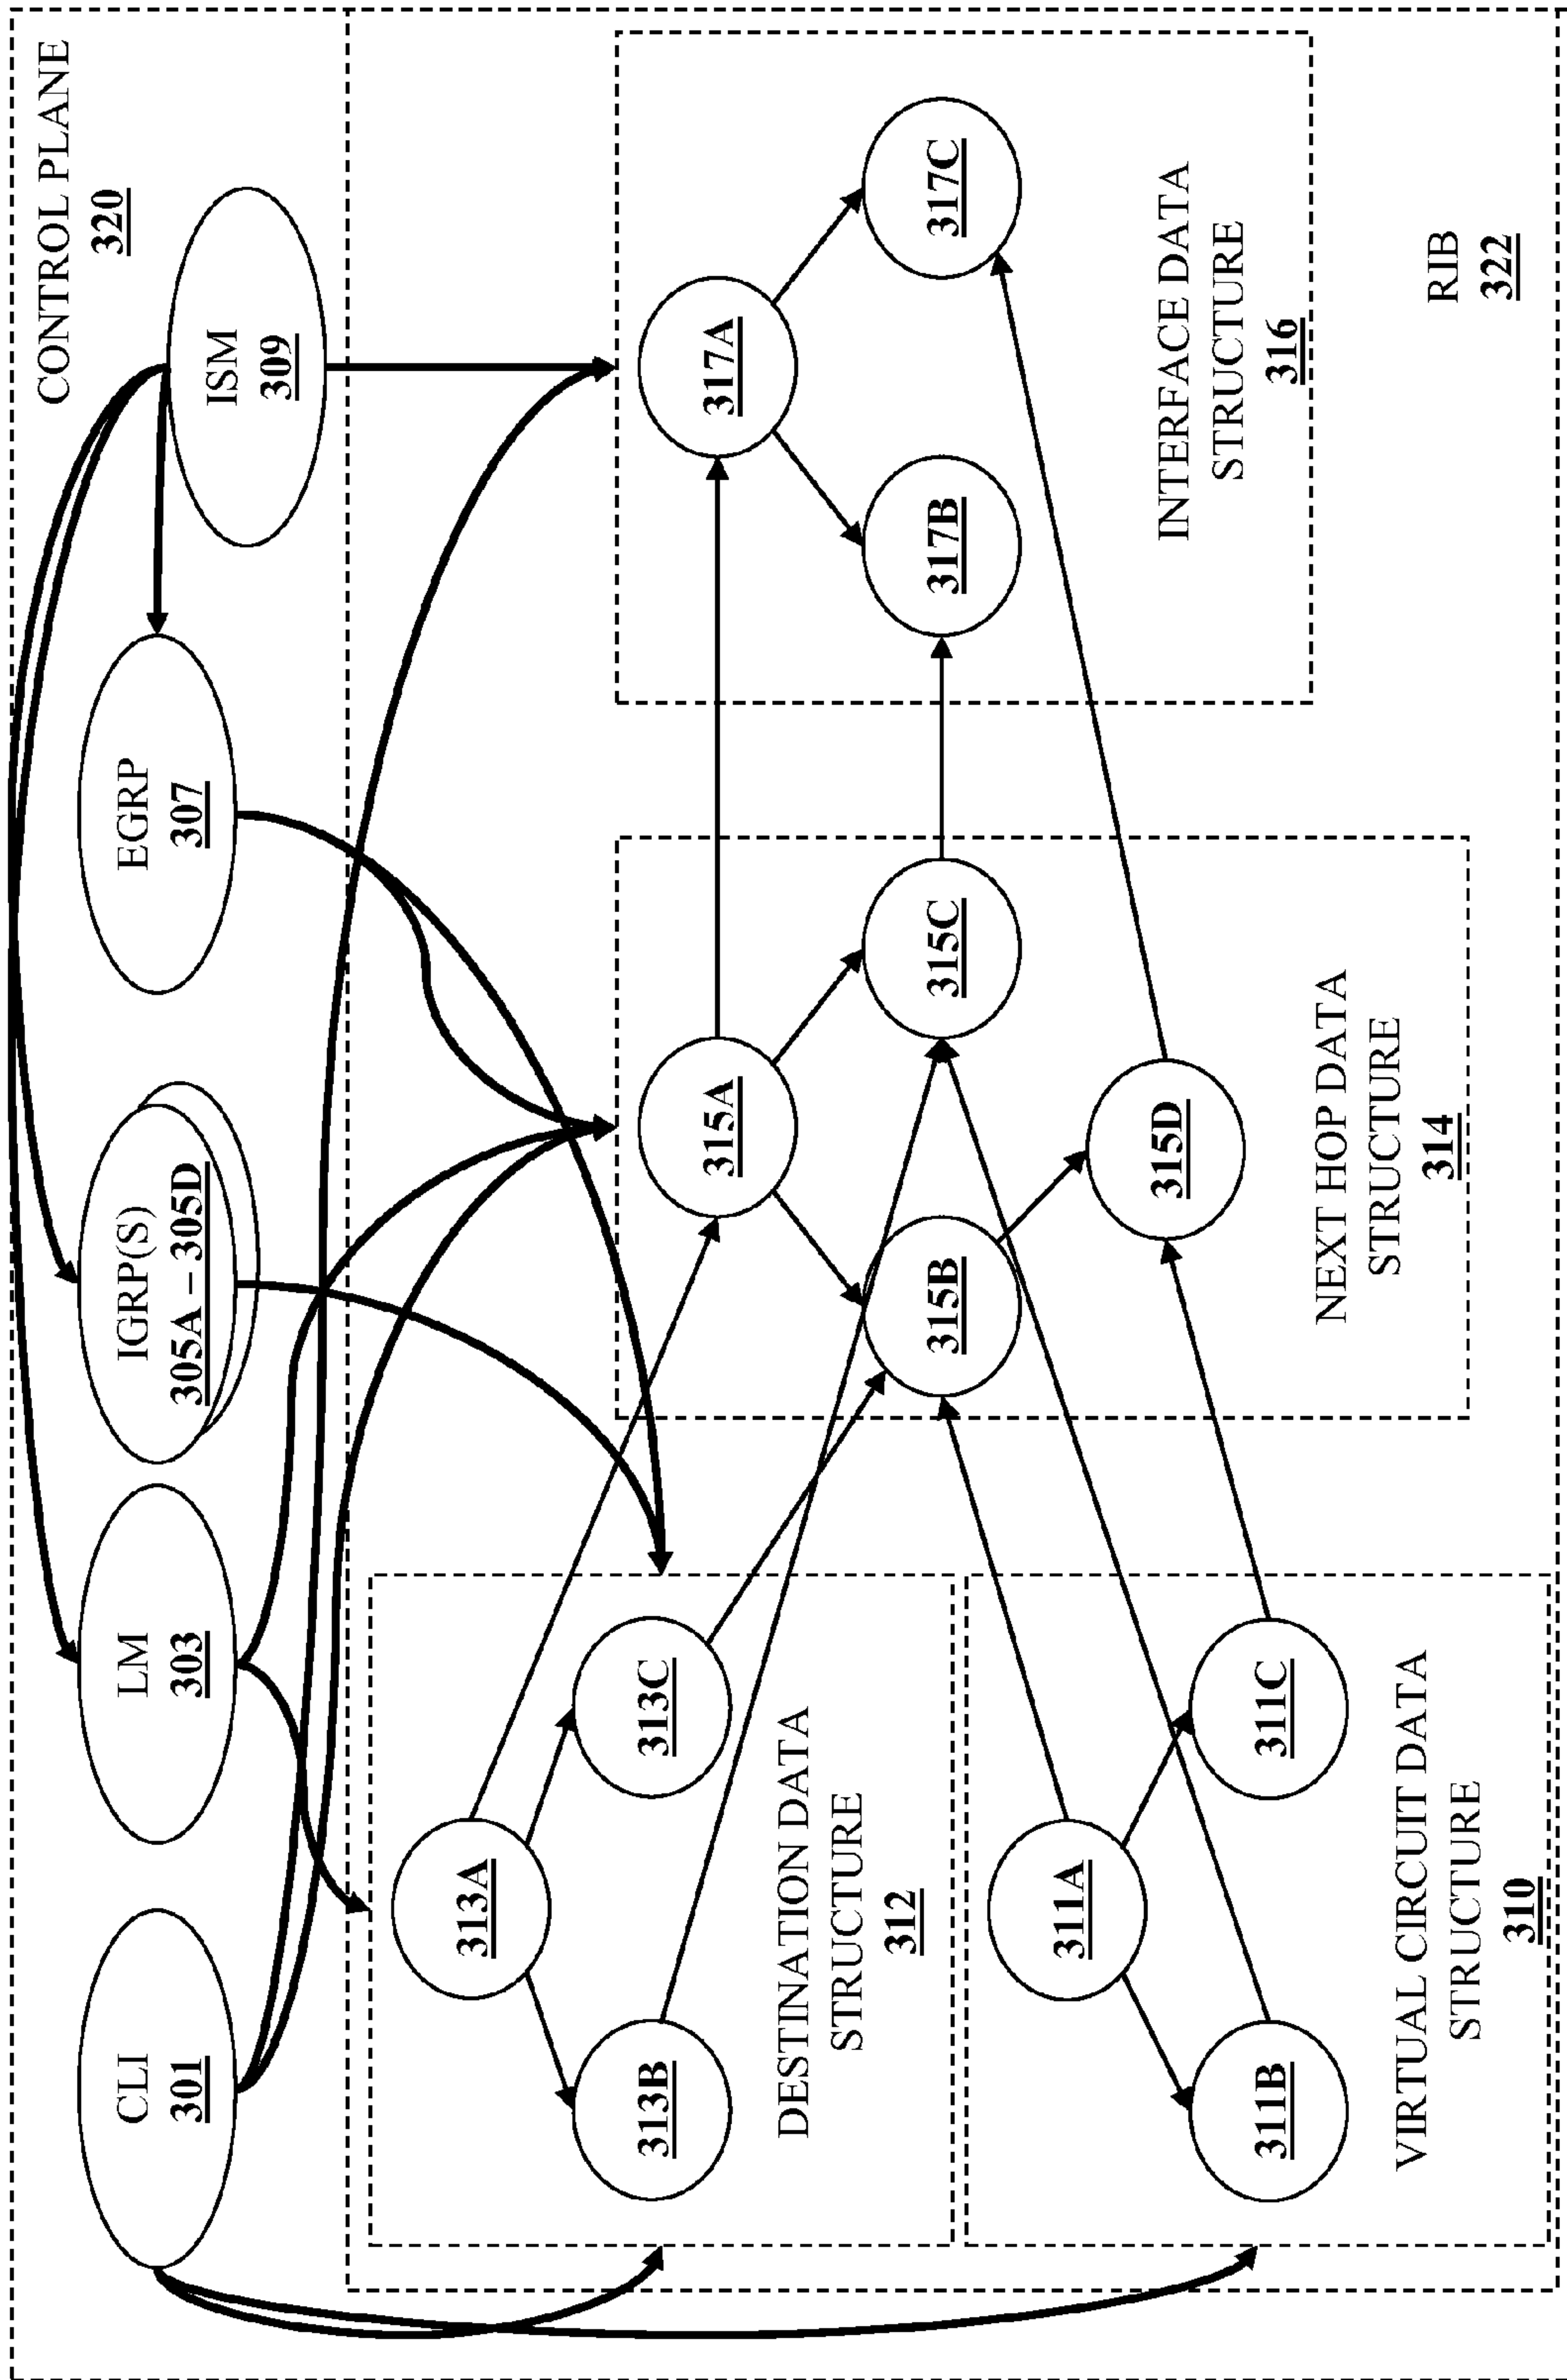 CONTROL PLANE
320
CLI
301
LM
303
IGRP(S)
305A – 305D
EGRP
307
ISM
309
313A
313B
313C
DESTINATION DATA
STRUCTURE
312
311A
311B
311C
VIRTUAL CIRCUIT DATA
STRUCTURE
310
315A
315B
315C
315D
NEXT HOP DATA
STRUCTURE
314
317A
317B
317C
INTERFACE DATA
STRUCTURE
316
RIB
322